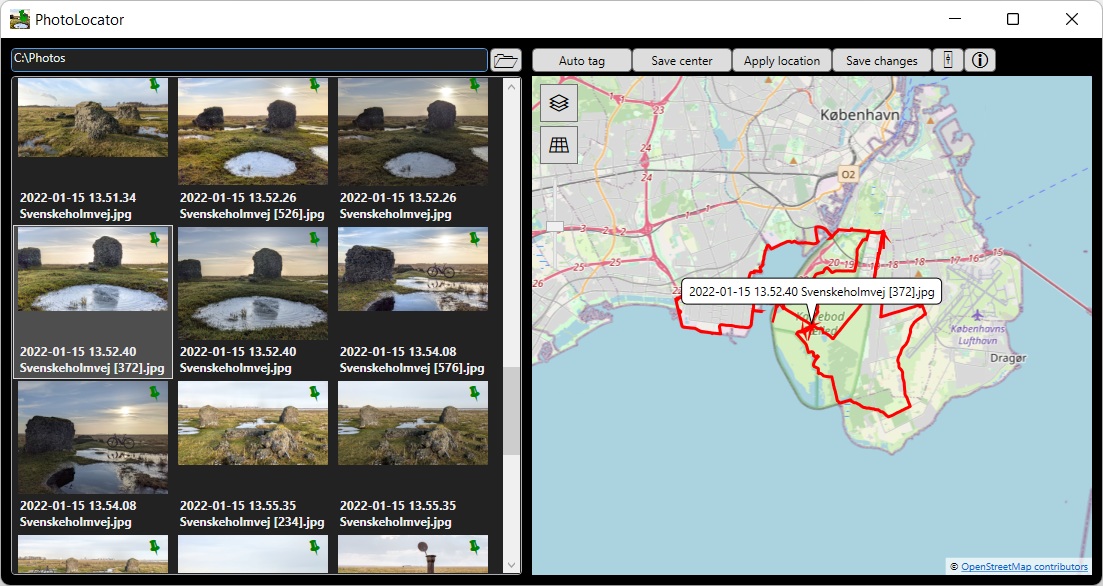 PhotoLocator
C:\Photos
Auto tag
Save center
Apply location
Save changes
2022-01-15 13.51.34
Svenskeholmvej.jpg
2022-01-15 13.52.26
Svenskeholmvej [526].jpg
2022-01-15 13.52.26
Svenskeholmvej.jpg
2022-01-15 13.52.40
Svenskeholmvej [372].jpg
2022-01-15 13.52.40
Svenskeholmvej.jpg
2022-01-15 13.54.08
Svenskeholmvej [576].jpg
2022-01-15 13.54.08
Svenskeholmvej.jpg
2022-01-15 13.55.35
Svenskeholmvej [234].jpg
2022-01-15 13.55.35
Svenskeholmvej.jpg
København
23
24
24
O2
3
2
2
26
25
25
20-19
18
18
17
16
15
2022-01-15 13.52.40 Svenskeholmvej [372].jpg
Københavns
Lufthavn
Dragør
© OpenStreetMap contributors